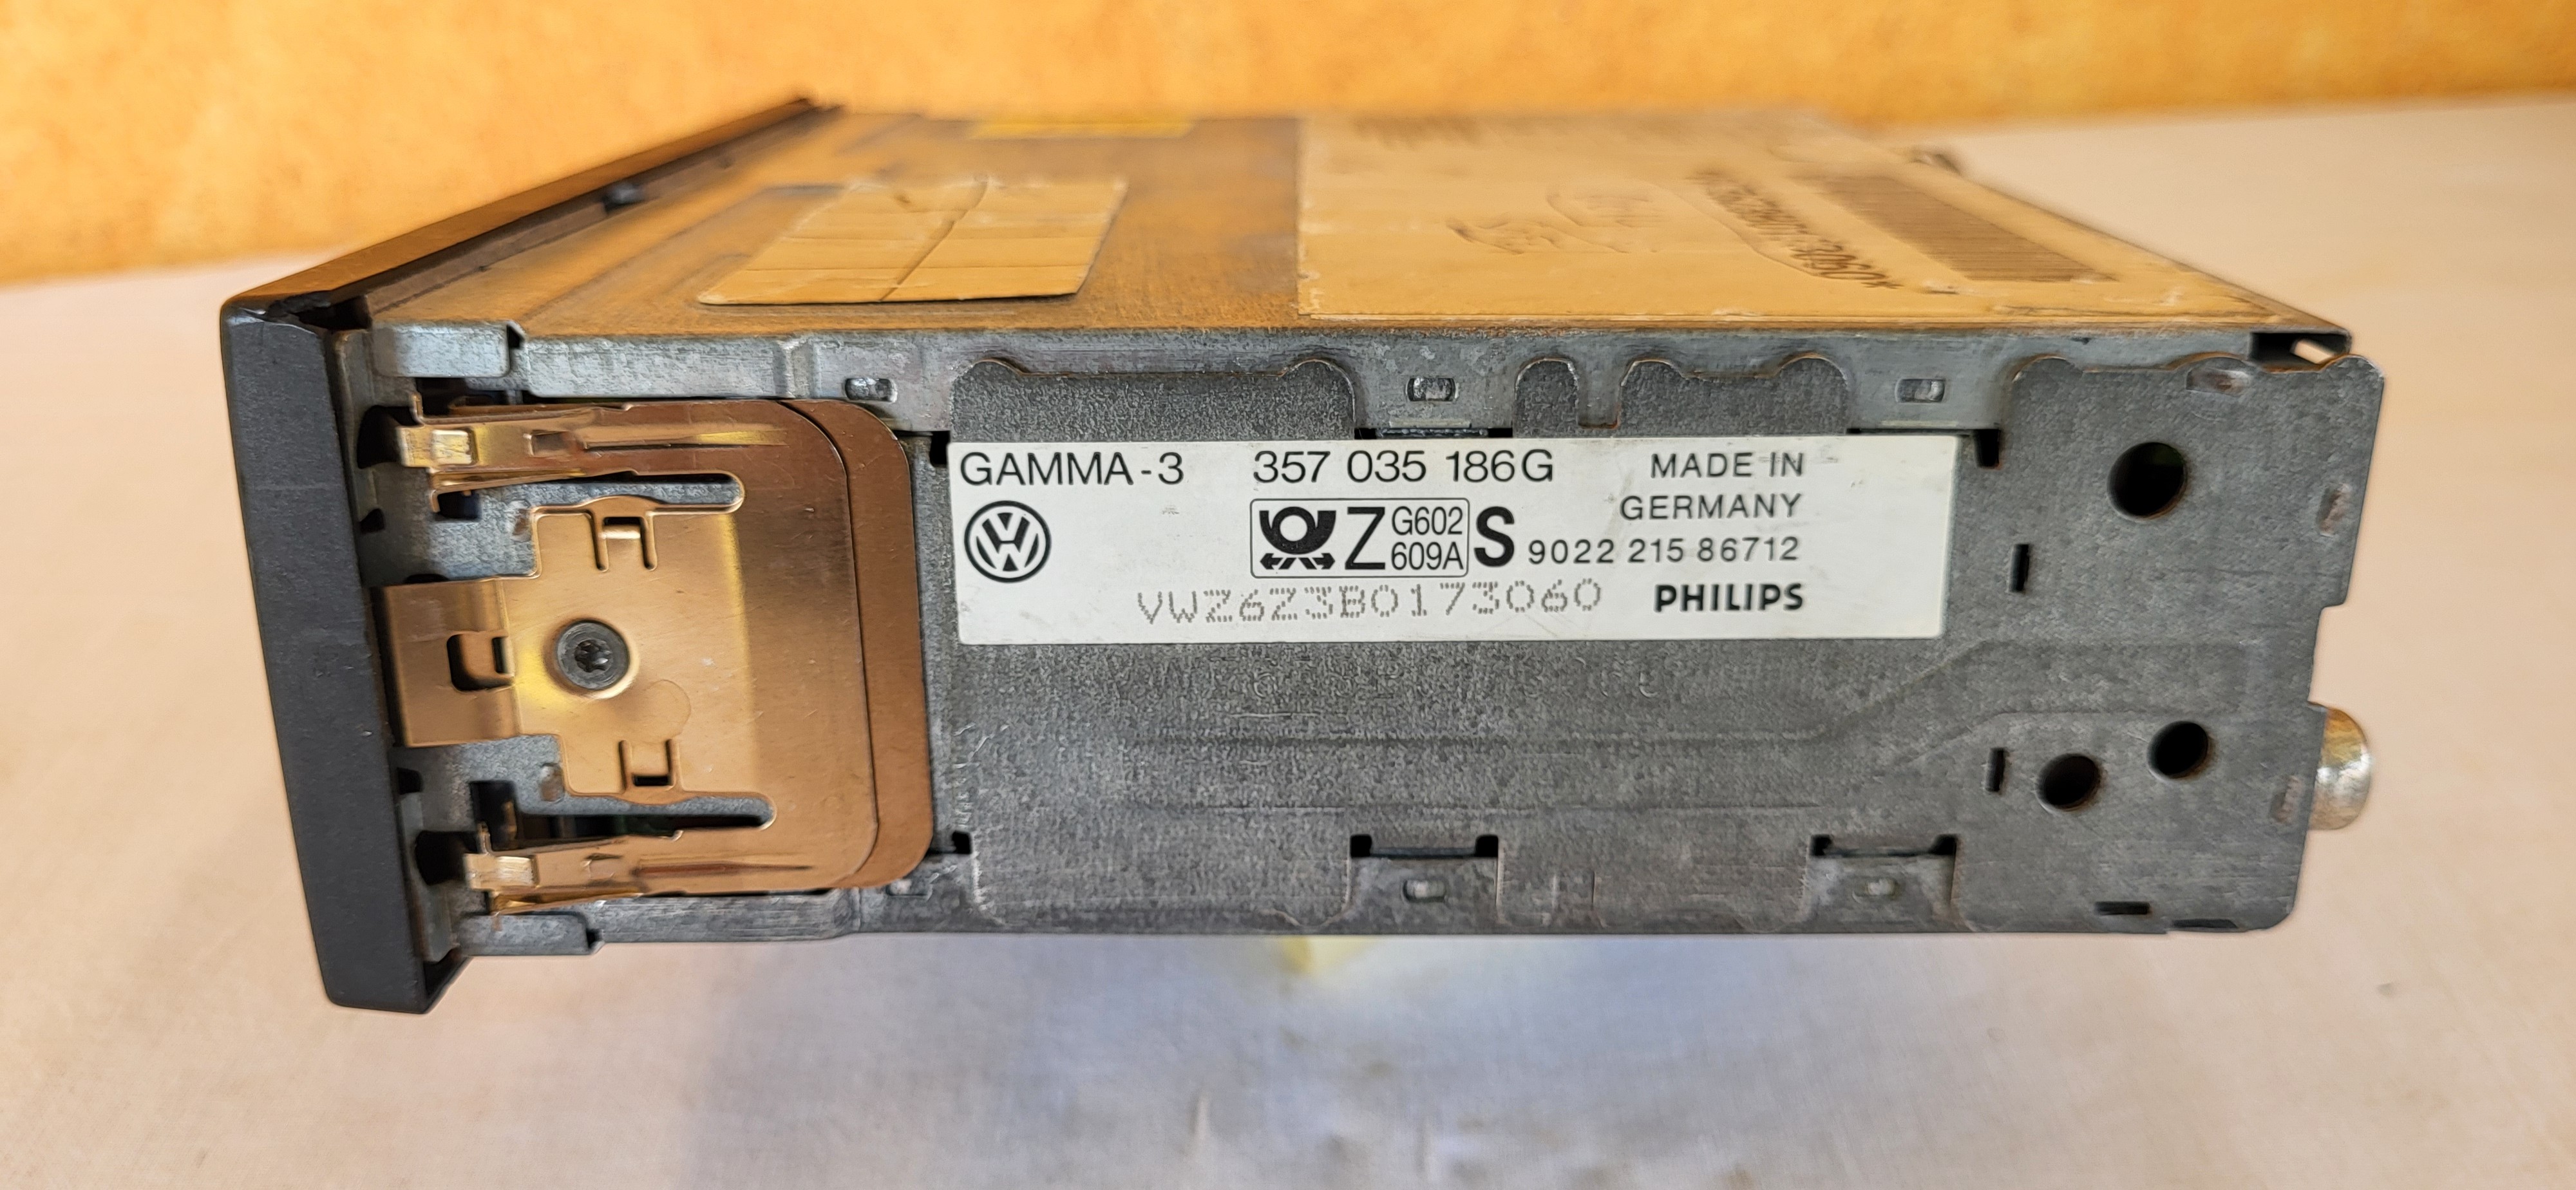 GAMMA-3 357 035 186G MADE IN
GERMANY
Z G602 S
609A
9022 215 86712
VWZ6Z3B0173060 PHILIPS